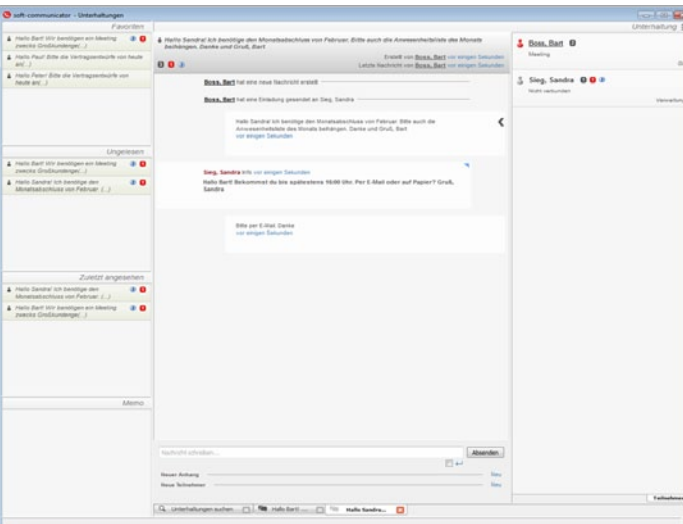 soft-communicator - Unterhaltungen
Favoriten
Hallo Bart! Wir benötigen ein Meeting
zwecks Großkundenge(...)
Hallo Paul! Bitte die Vertragsentwürfe von heute
an(...)
Hallo Peter! Bitte die Vertragsentwürfe von
heute an(...)
Ungelesen
Hallo Bart! Wir benötigen ein Meeting
zwecks Großkundenge(...)
Hallo Sandra! Ich benötige den
Monatsabschluss von Februar. (...)
Zuletzt angesehen
Hallo Sandra! Ich benötige den
Monatsabschluss von Februar. (...)
Hallo Bart! Wir benötigen ein Meeting
zwecks Großkundenge(...)
Memo
Hallo Sandra! Ich benötige den Monatsabschluss von Februar. Bitte auch die Anwesenheitsliste des Monats
beihängen. Danke und Gruß, Bart
Erstellt von Boss, Bart vor einigen Sekunden
Letzte Nachricht von Boss, Bart vor einigen Sekunden
Boss, Bart hat eine neue Nachricht erstellt
Boss, Bart hat eine Einladung gesendet an Sieg, Sandra
Hallo Sandra! Ich benötige den Monatsabschluss von Februar. Bitte auch die
Anwesenheitsliste des Monats beihängen. Danke und Gruß, Bart
vor einigen Sekunden
Sieg, Sandra vor einigen Sekunden
Hallo Bart! Bekommst du bis spätestens 16:00 Uhr. Per E-Mail oder auf Papier? Gruß,
Sandra
Bitte per E-Mail. Danke
vor einigen Sekunden
Nachricht schreiben...
Absenden
Neuer Anhang
Neu
Neue Teilnehmer
Neu
Unterhaltungen suchen
Hallo Bart! ...
Hallo Sandra...
Unterhaltung
Boss, Bart
Meeting
Sieg, Sandra
Nicht verbunden
Verwaltung
Teilnehmer